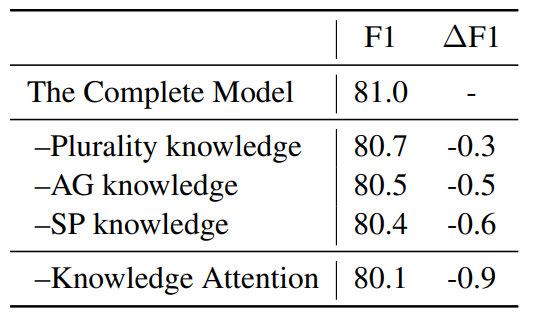 F1 ΔF1
The Complete Model 81.0 -
–Plurality knowledge 80.7 -0.3
–AG knowledge 80.5 -0.5
–SP knowledge 80.4 -0.6
–Knowledge Attention 80.1 -0.9